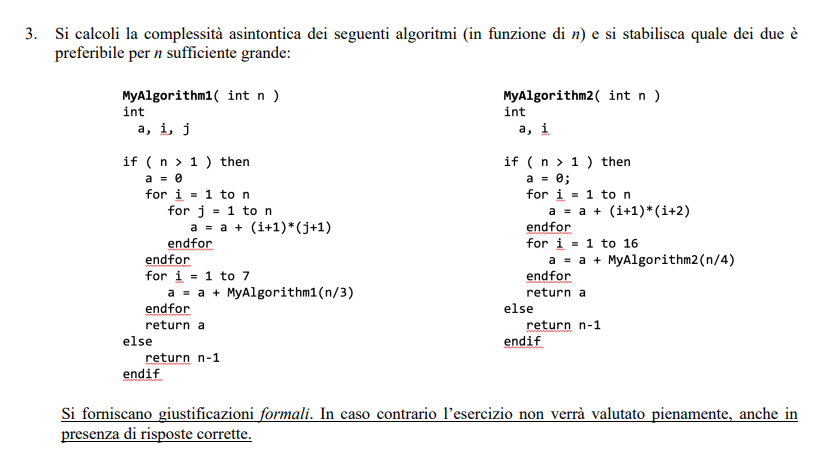 3. Si calcoli la complessità asintontica dei seguenti algoritmi (in funzione di n) e si stabilisca quale dei due è
preferibile per n sufficiente grande:
MyAlgorithm1( int n )
int
a, i, j
if ( n > 1 ) then
a = 0
for i = 1 to n
for j = 1 to n
a = a + (i+1)*(j+1)
endfor
endfor
for i = 1 to 7
a = a + MyAlgorithm1(n/3)
endfor
return a
else
return n-1
endif
MyAlgorithm2( int n )
int
a, i
if ( n > 1 ) then
a = 0;
for i = 1 to n
a = a + (i+1)*(i+2)
endfor
for i = 1 to 16
a = a + MyAlgorithm2(n/4)
endfor
return a
else
return n-1
endif
Si forniscano giustificazioni formali. In caso contrario l'esercizio non verrà valutato pienamente, anche in
presenza di risposte corrette.